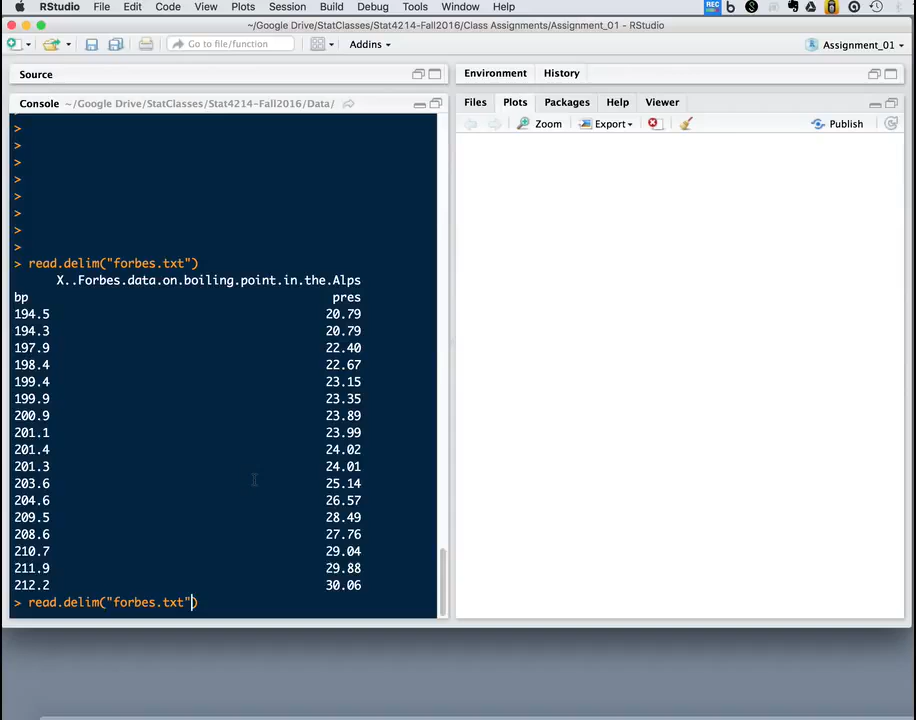 RStudio File Edit Code View Plots Session Build Debug Tools Window Help REC
~/Google Drive/StatClasses/Stat4214-Fall2016/Class Assignments/Assignment_01 - RStudio
Go to file/function Addins Assignment_01
Source
Environment History
Console ~/Google Drive/StatClasses/Stat4214-Fall2016/Data/
Files Plots Packages Help Viewer
Zoom Export Publish
>
>
>
>
>
>
>
>
> read.delim("forbes.txt")
X..Forbes.data.on.boiling.point.in.the.Alps
bp pres
194.5 20.79
194.3 20.79
197.9 22.40
198.4 22.67
199.4 23.15
199.9 23.35
200.9 23.89
201.1 23.99
201.4 24.02
201.3 24.01
203.6 25.14
204.6 26.57
209.5 28.49
208.6 27.76
210.7 29.04
211.9 29.88
212.2 30.06
> read.delim("forbes.txt")